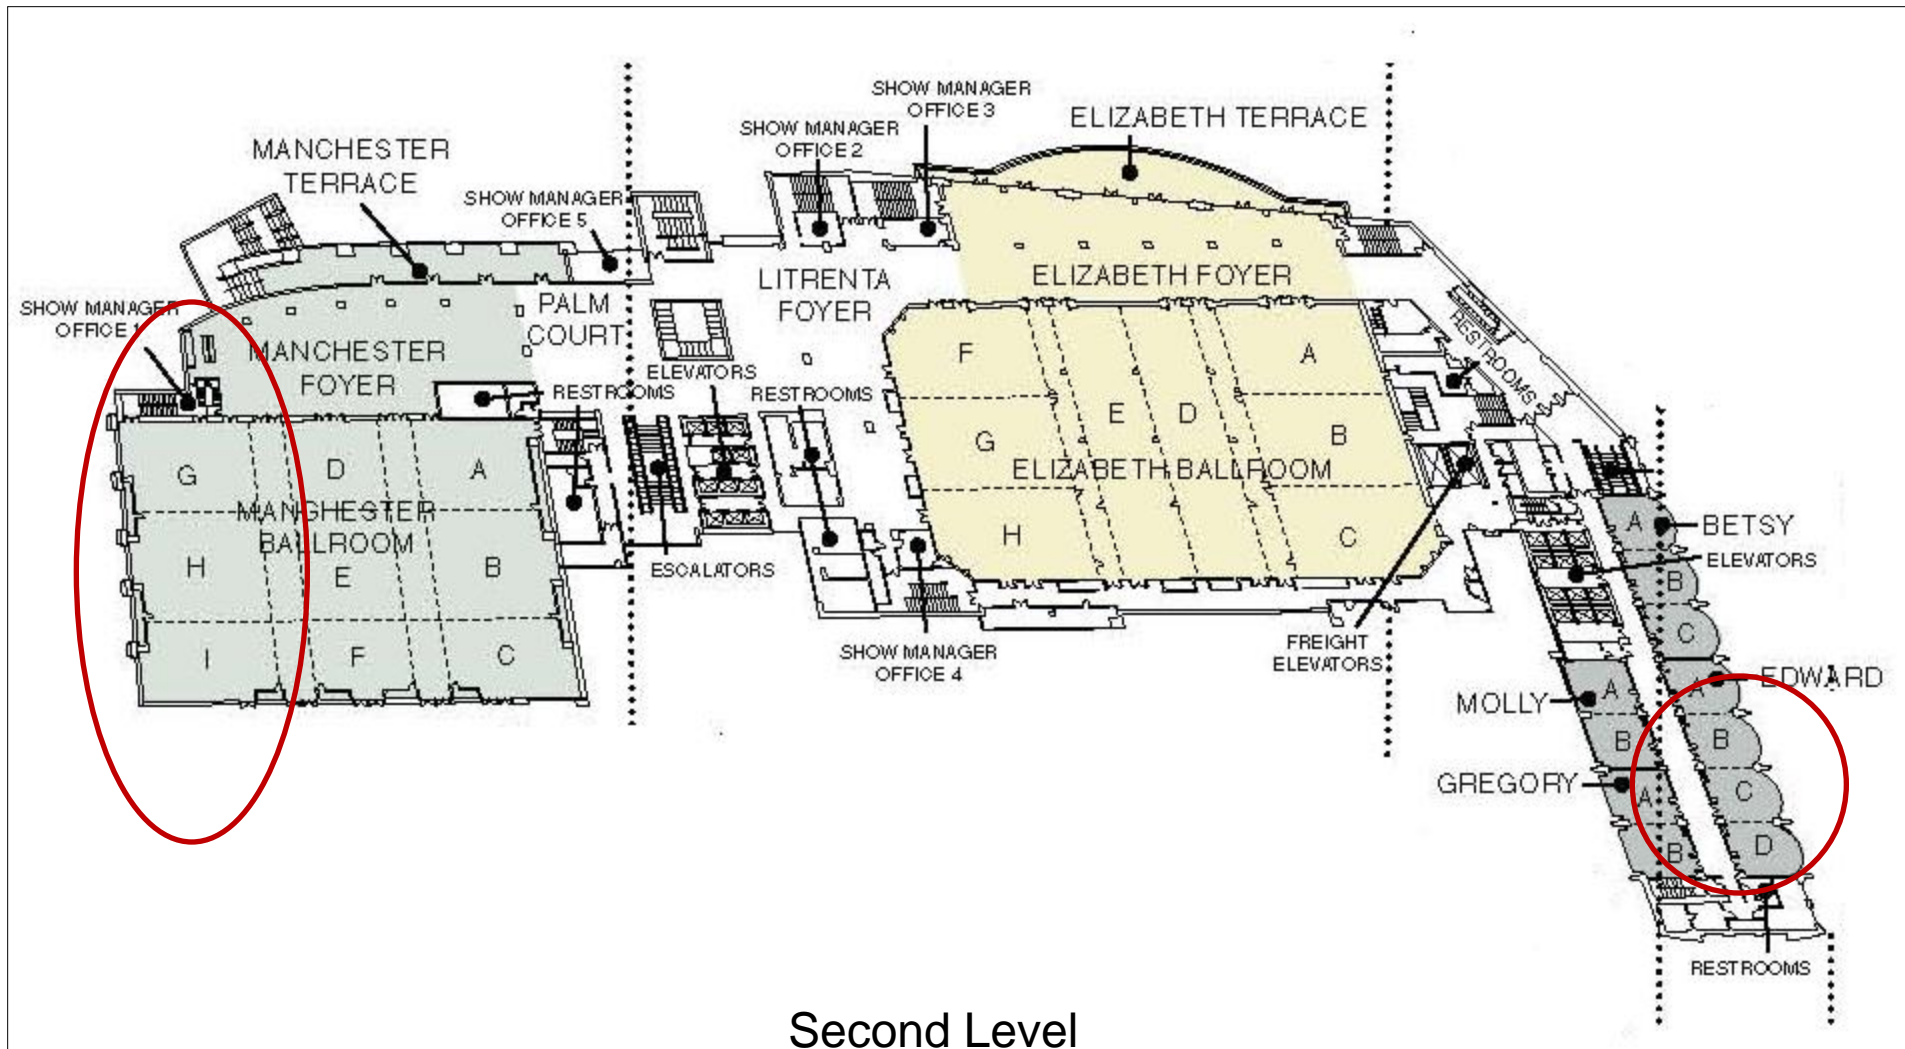 SHOW MANAGER
OFFICE 3
ELIZABETH TERRACE
SHOW MANAGER
OFFICE 2
MANCHESTER
TERRACE
SHOW MANAGER
OFFICE 5
SHOW MANAGER
OFFICE 1
LITRENTA
FOYER
ELIZABETH FOYER
PALM
COURT
MANCHESTER
FOYER
RESTROOMS
ELEVATORS
RESTROOMS
RESTROOMS
F
A
E
D
G
B
ELIZABETH BALLROOM
H
C
G
D
A
MANCHESTER
BALLROOM
H
E
B
I
F
C
ESCALATORS
SHOW MANAGER
OFFICE 4
FREIGHT
ELEVATORS
A
BETSY
ELEVATORS
B
C
EDWARD
A
MOLLY
A
B
B
GREGORY
A
C
B
D
RESTROOMS
Second Level